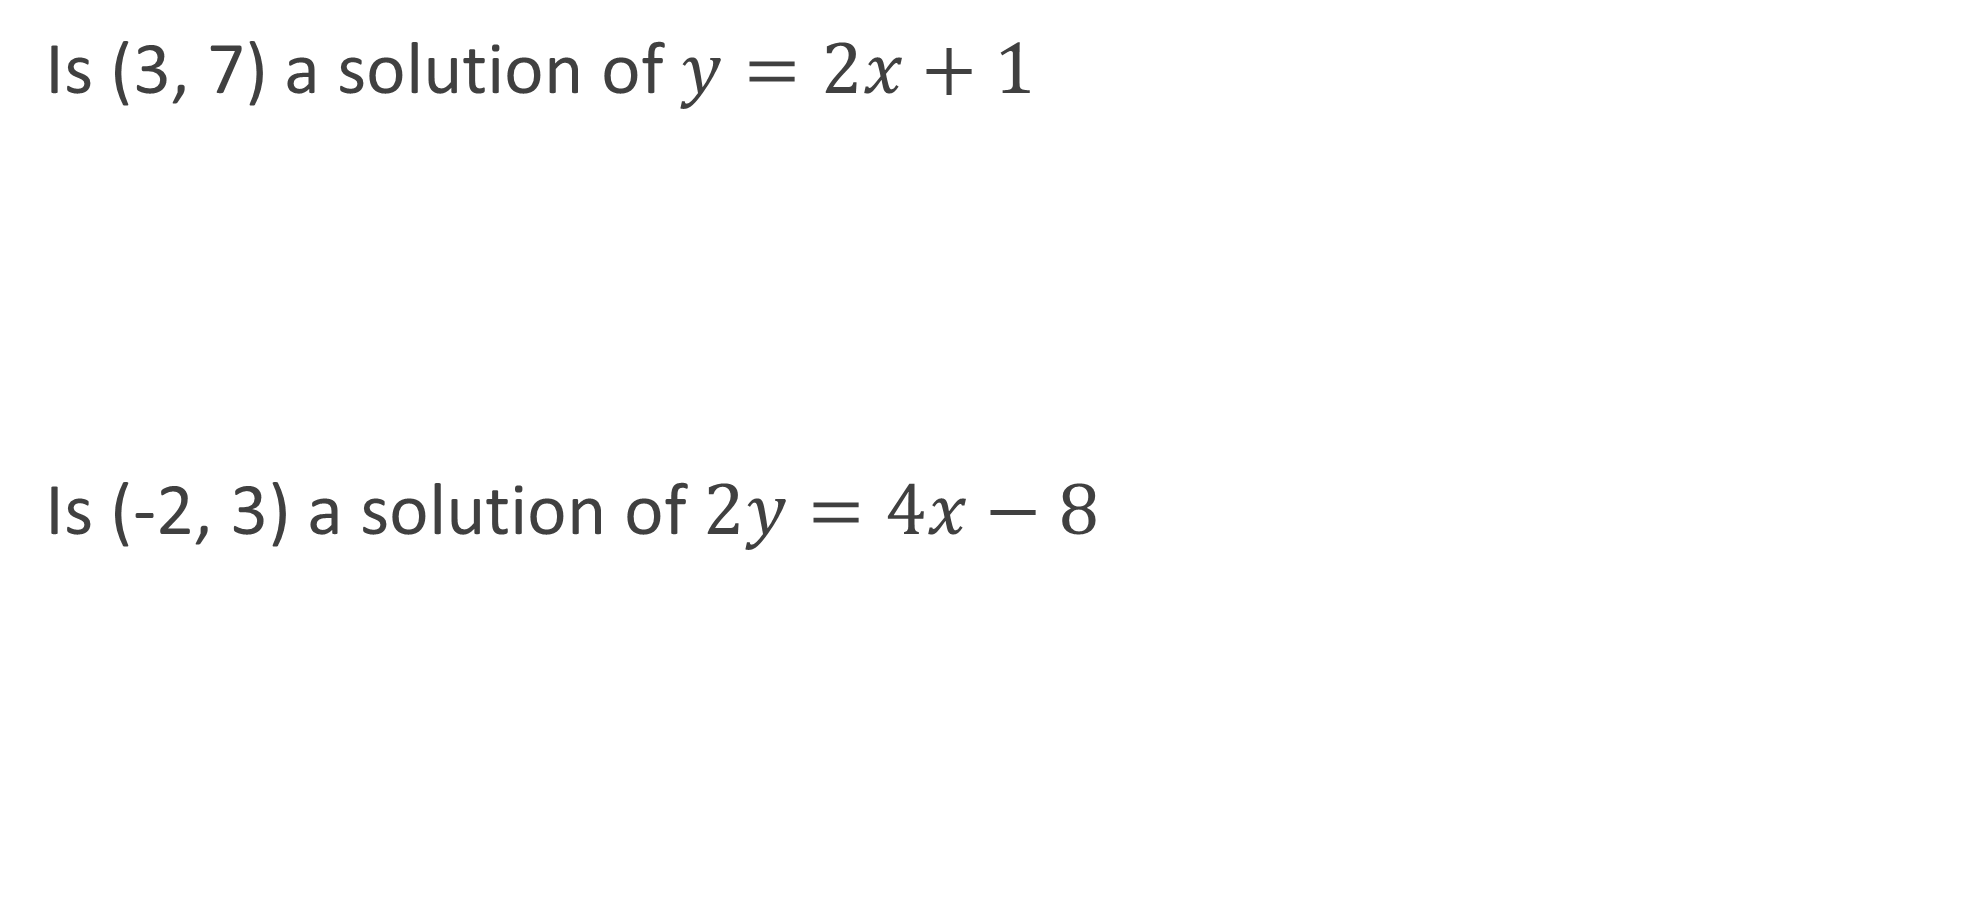 Is (3, 7) a solution of y = 2x + 1
Is (-2, 3) a solution of 2y = 4x − 8